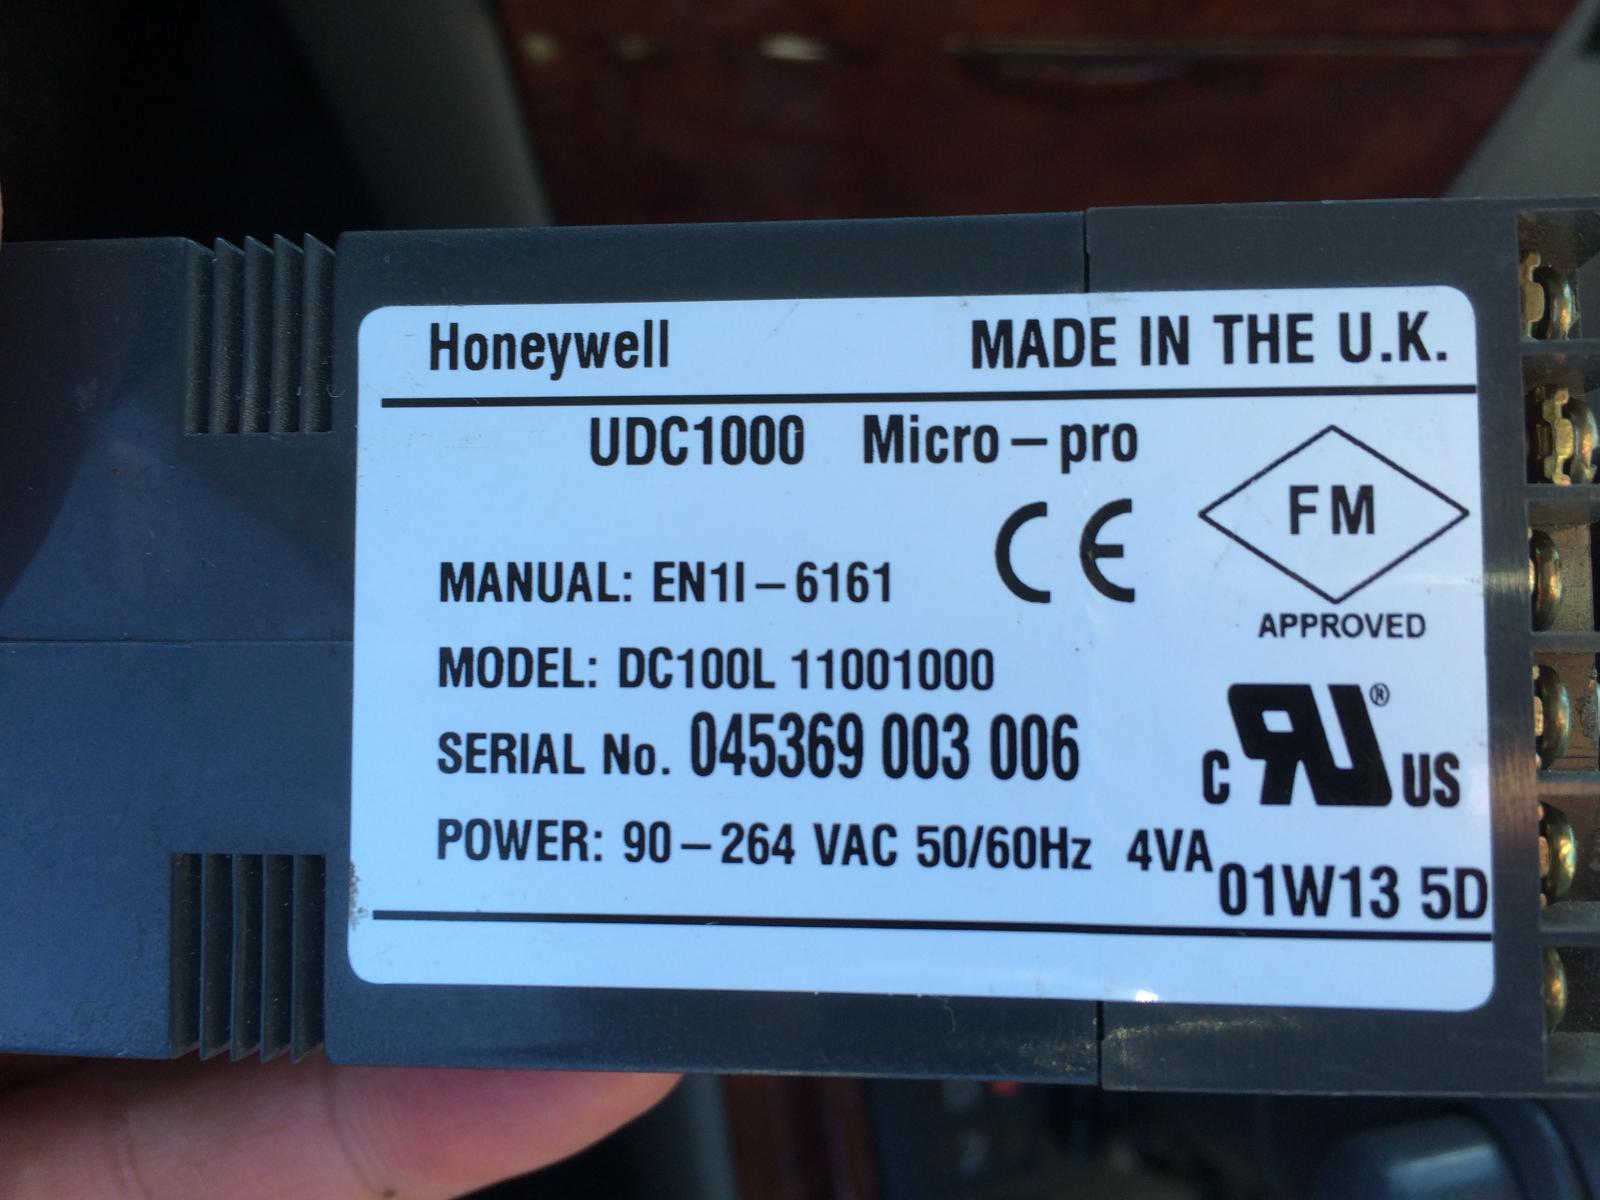 Honeywell MADE IN THE U.K.
UDC1000 Micro-pro
CE
FM
MANUAL: EN1I-6161
APPROVED
MODEL: DC100L 11001000
SERIAL No. 045369 003 006
C RU® US
POWER: 90-264 VAC 50/60Hz 4VA
01W13 5D